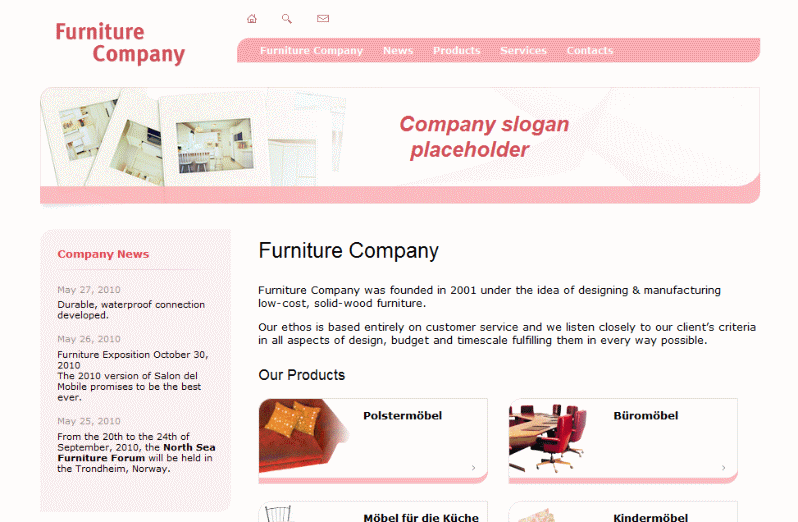 Furniture
Company
Furniture Company
News
Products
Services
Contacts
Company slogan
placeholder
Company News
May 27, 2010
Durable, waterproof connection
developed.
May 26, 2010
Furniture Exposition October 30,
2010
The 2010 version of Salon del
Mobile promises to be the best
ever.
May 25, 2010
From the 20th to the 24th of
September, 2010, the North Sea
Furniture Forum will be held in
the Trondheim, Norway.
Furniture Company
Furniture Company was founded in 2001 under the idea of designing & manufacturing
low-cost, solid-wood furniture.
Our ethos is based entirely on customer service and we listen closely to our client's criteria
in all aspects of design, budget and timescale fulfilling them in every way possible.
Our Products
Polstermöbel
Büromöbel
Möbel für die Küche
Kindermöbel